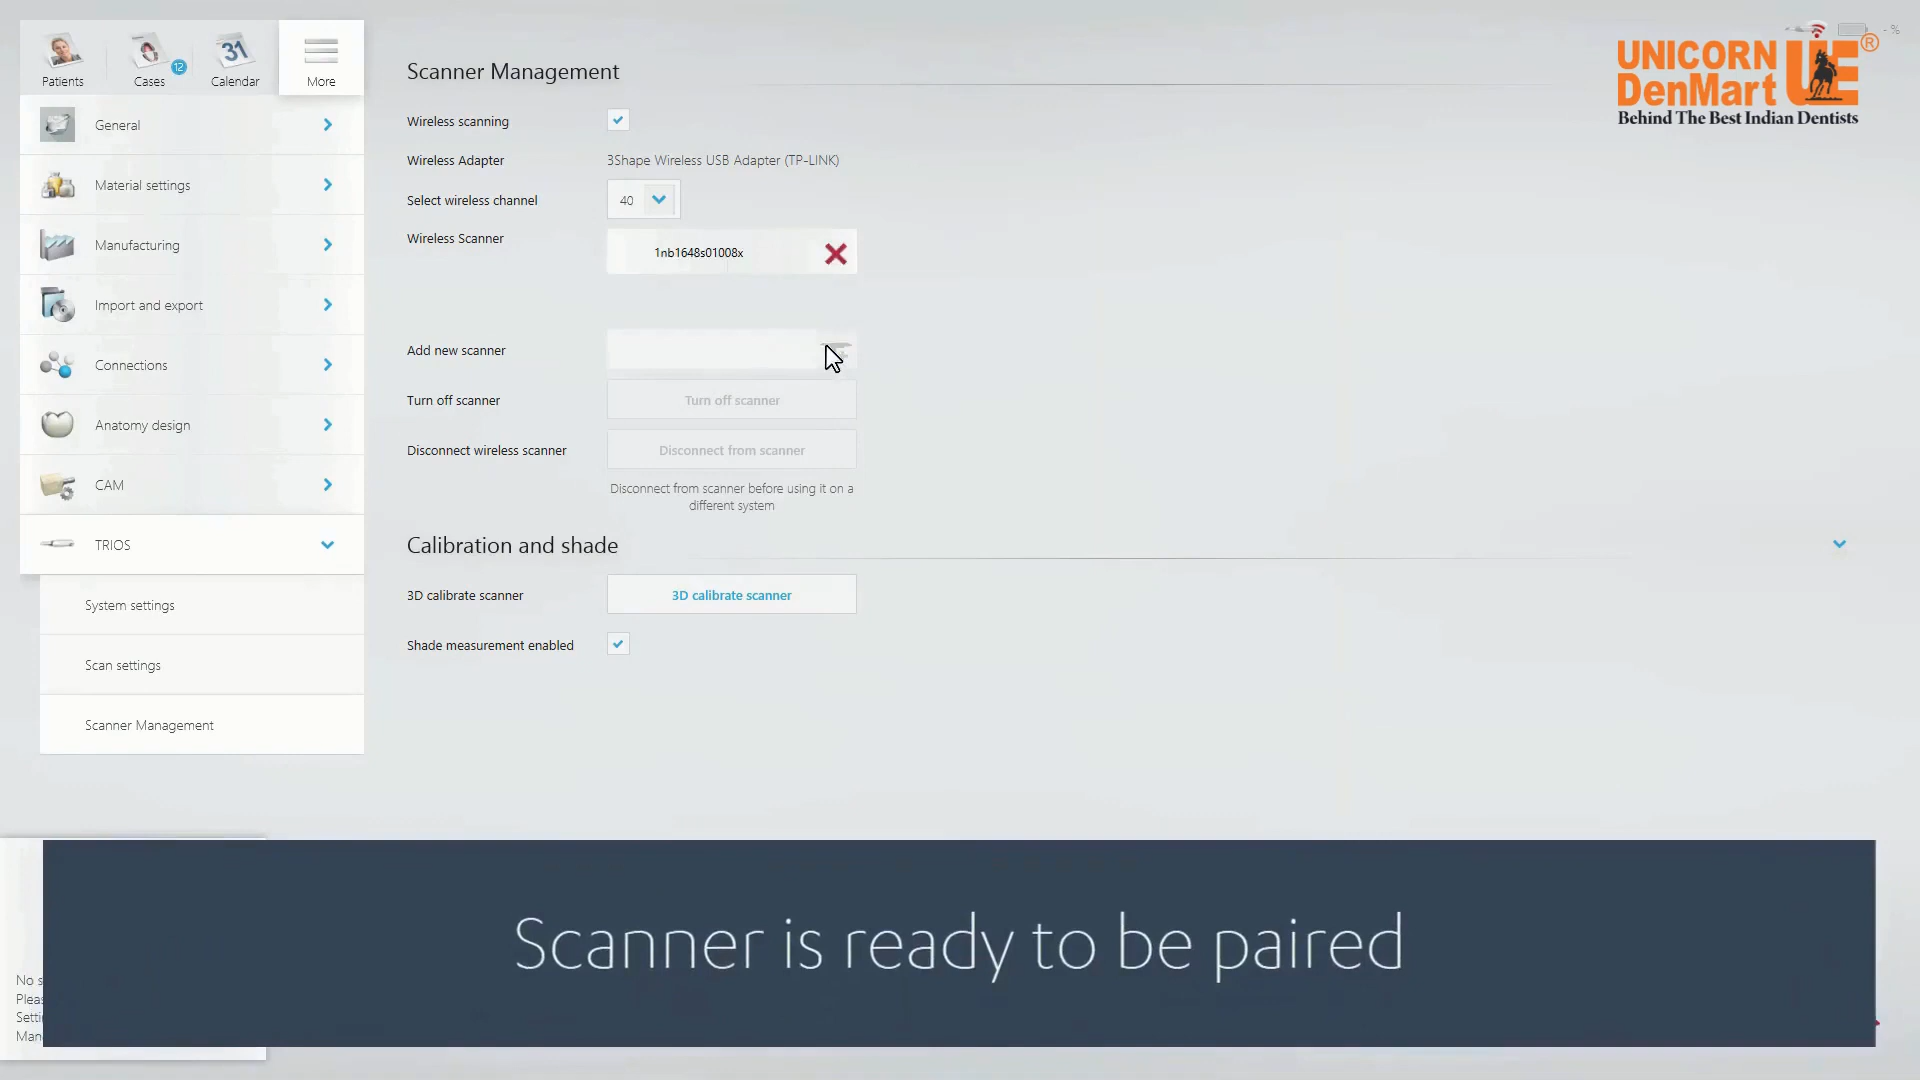 Patients
Cases
12
31
Calendar
More
General
Material settings
Manufacturing
Import and export
Connections
Anatomy design
CAM
TRIOS
System settings
Scan settings
Scanner Management
Scanner Management
Wireless scanning
Wireless Adapter
3Shape Wireless USB Adapter (TP-LINK)
Select wireless channel
40
Wireless Scanner
1nb1648s01008x
Add new scanner
Turn off scanner
Turn off scanner
Disconnect wireless scanner
Disconnect from scanner
Disconnect from scanner before using it on a
different system
Calibration and shade
3D calibrate scanner
3D calibrate scanner
Shade measurement enabled
- %
UNICORN
DenMart
UE ®
Behind The Best Indian Dentists
No
Scanner is ready to be paired